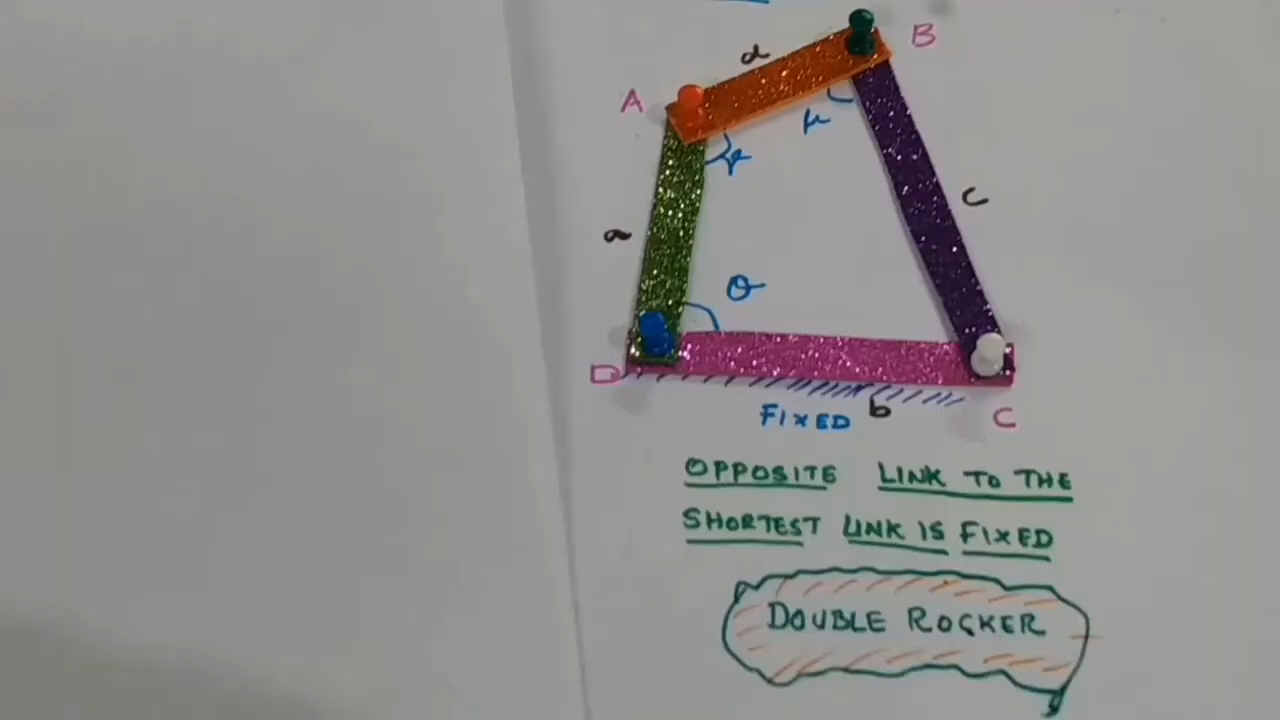 B
d
A
μ
γ
c
a
θ
D
FIXED
b
C
OPPOSITE LINK TO THE
SHORTEST LINK IS FIXED
DOUBLE ROCKER